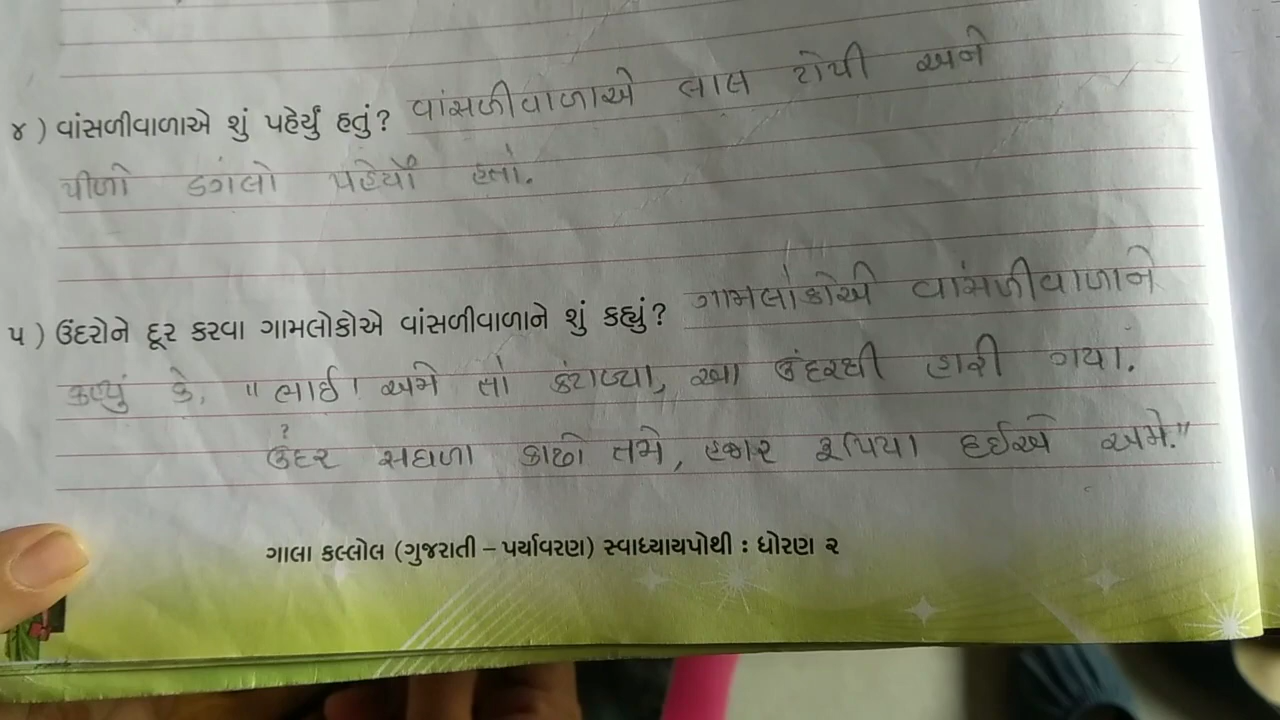 ૪) વાંસળીવાળાએ શું પહેર્યું હતું? વાંસળીવાળાએ લાલ ટોપી અને
પીળો ડગલો પહેર્યો હતો.
૫) ઉંદરોને દૂર કરવા ગામલોકોએ વાંસળીવાળાને શું કહ્યું? ગામલોકોએ વાંસળીવાળાને
કહ્યું કે, "ભાઈ! અમે તો કંટાળ્યા, આ ઉંદરથી હારી ગયા.
?
ઉંદર સઘળા કાઢો તમે, હજાર રૂપિયા દઈએ અમે."
ગાલા કલ્લોલ (ગુજરાતી – પર્યાવરણ) સ્વાધ્યાયપોથી : ધોરણ ૨